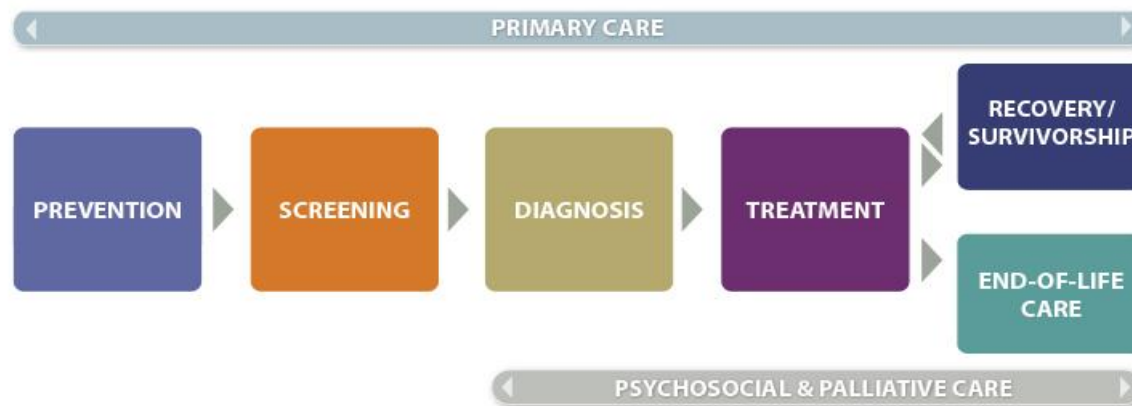 PRIMARY CARE
PREVENTION
SCREENING
DIAGNOSIS
TREATMENT
RECOVERY/
SURVIVORSHIP
END-OF-LIFE
CARE
PSYCHOSOCIAL & PALLIATIVE CARE